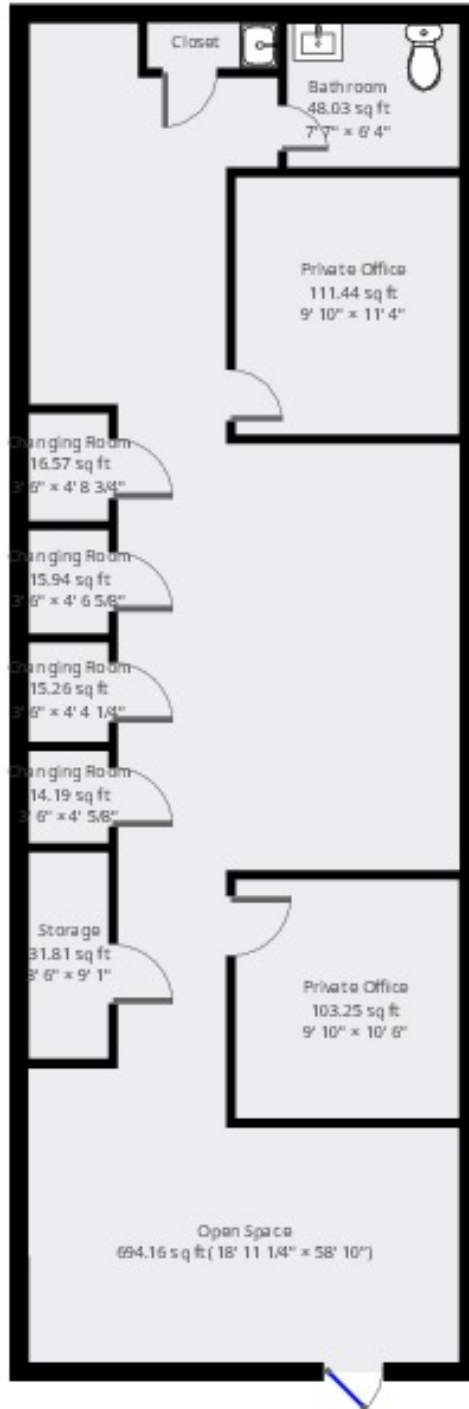 Closet
Bathroom
48.03 sq ft
7' 7" × 6' 4"
Private Office
111.44 sq ft
9' 10" × 11' 4"
Changing Room
16.57 sq ft
3' 6" × 4' 8 3/4"
Changing Room
15.94 sq ft
3' 6" × 4' 6 5/8"
Changing Room
15.26 sq ft
3' 6" × 4' 4 1/4"
Changing Room
14.19 sq ft
3' 6" × 4' 5/8"
Storage
31.81 sq ft
3' 6" × 9' 1"
Private Office
103.25 sq ft
9' 10" × 10' 6"
Open Space
694.16 sq ft( 18' 11 1/4" × 58' 10")